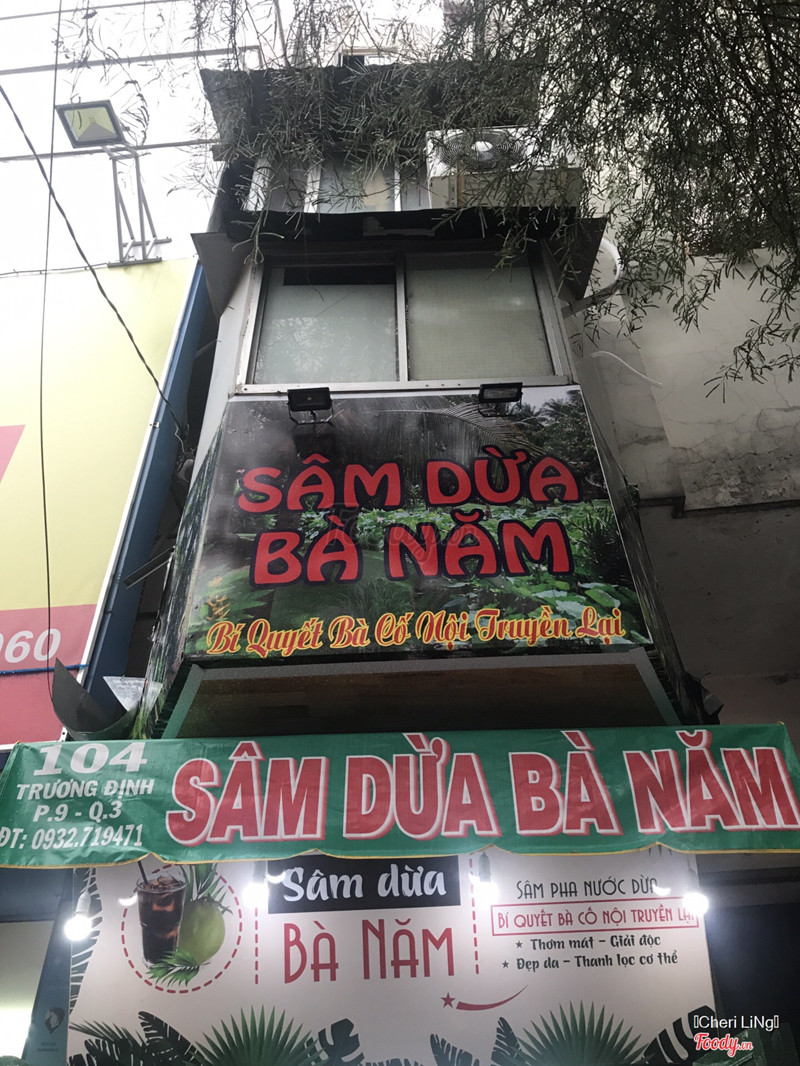 SÂM DỪA
BÀ NĂM
Bí Quyết Bà Cố Nội Truyền Lại
060
104
TRƯƠNG ĐỊNH
P.9 - Q.3
ĐT: 0932.719471
SÂM DỪA BÀ NĂM
Sâm dừa
BÀ NĂM
SÂM PHA NƯỚC DỪA
BÍ QUYẾT BÀ CỐ NỘI TRUYỀN LẠI
★ Thơm mát - Giải độc
★ Đẹp da - Thanh lọc cơ thể
Cheri LiNg
Foody.vn